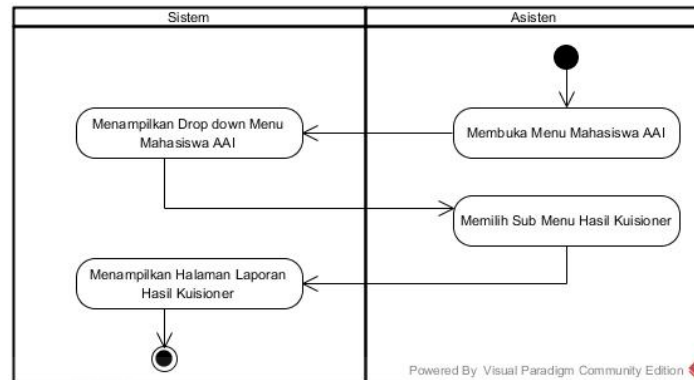 Sistem
Asisten
Menampilkan Drop down Menu
Mahasiswa AAI
Membuka Menu Mahasiswa AAI
Memilih Sub Menu Hasil Kuisioner
Menampilkan Halaman Laporan
Hasil Kuisioner
Powered By Visual Paradigm Community Edition